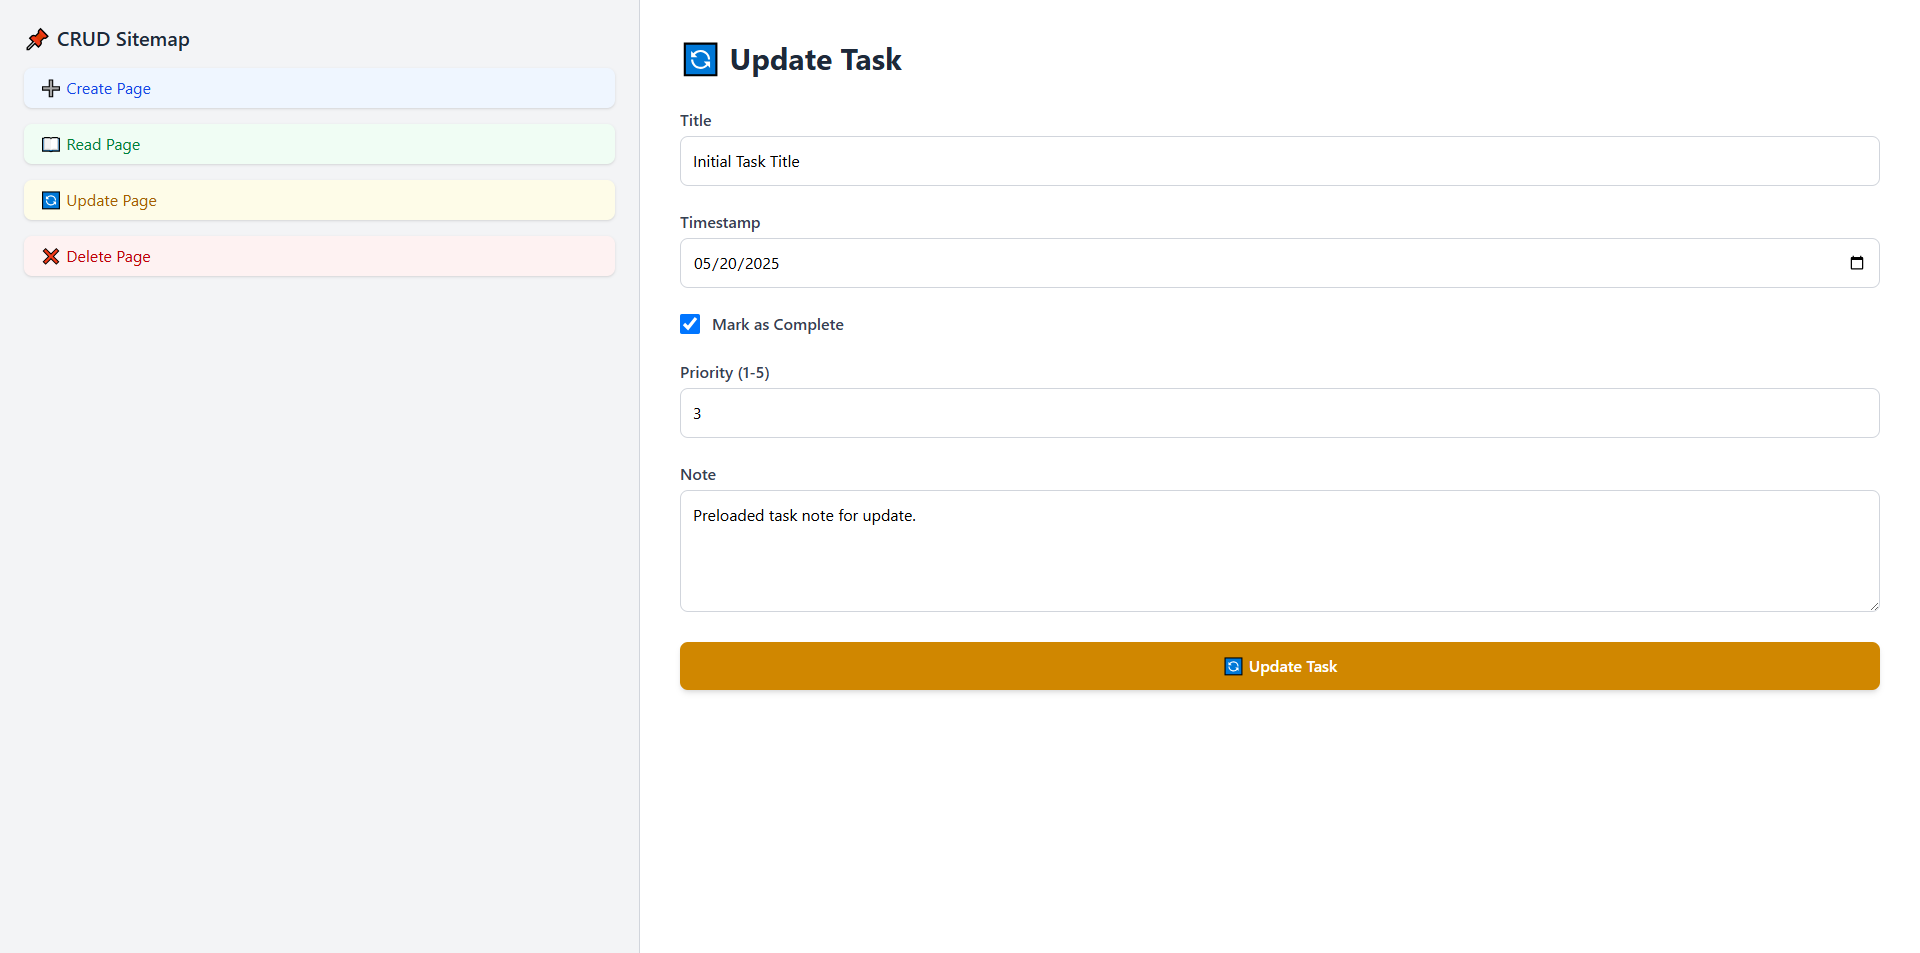 CRUD Sitemap
Create Page
Read Page
Update Page
Delete Page
Update Task
Title
Initial Task Title
Timestamp
05/20/2025
Mark as Complete
Priority (1-5)
3
Note
Preloaded task note for update.
Update Task